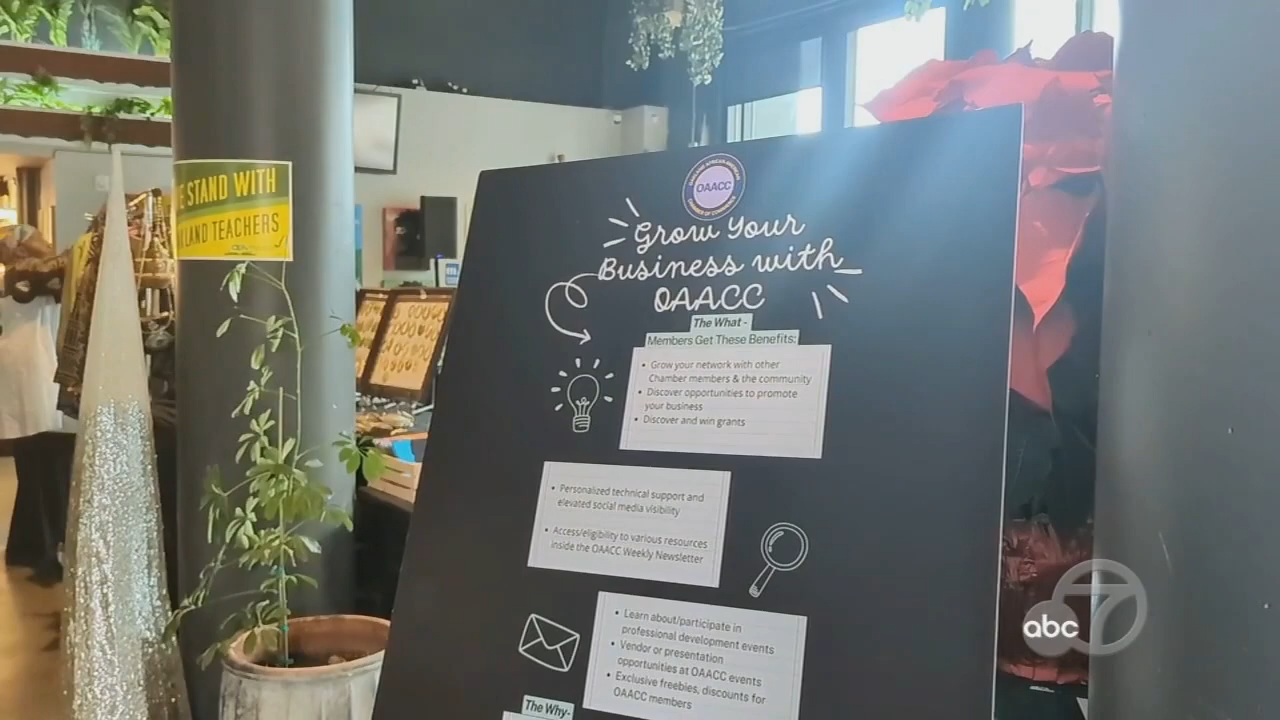 STAND WITH
LAND TEACHERS
OAACC
Grow Your
Business with
OAACC
The What -
Members Get These Benefits:
• Grow your network with other
Chamber members & the community
• Discover opportunities to promote
your business
• Discover and win grants
• Personalized technical support and
elevated social media visibility
• Access/eligibility to various resources
inside the OAACC Weekly Newsletter
• Learn about/participate in
professional development events
• Vendor or presentation
opportunities at OAACC events
• Exclusive freebies, discounts for
OAACC members
The Why-
abc 7